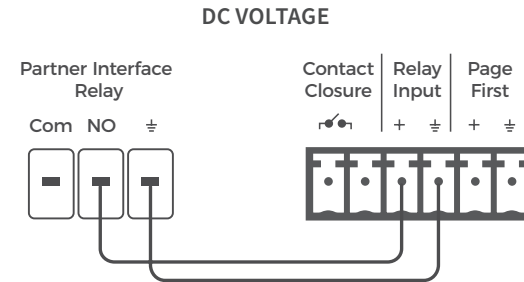 DC VOLTAGE
Partner Interface
Relay
Com NO
Contact
Closure
Relay
Input
Page
First
+
+